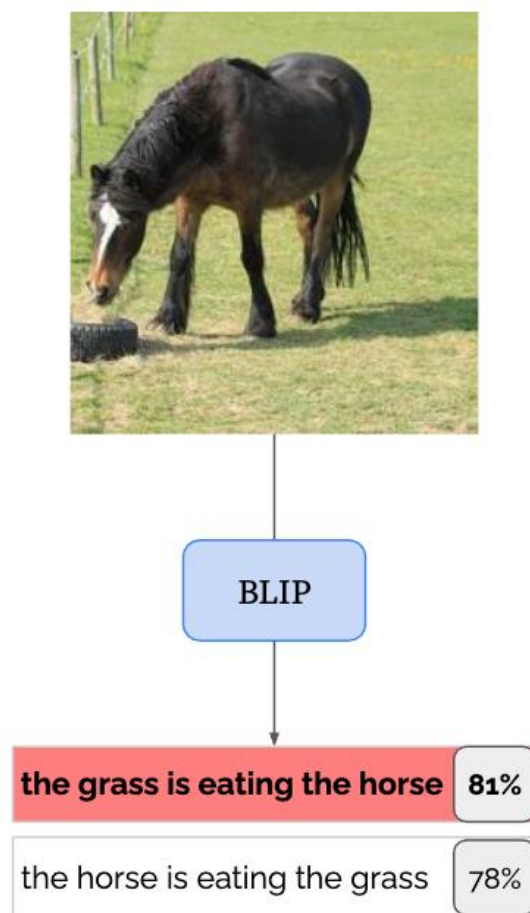 BLIP
the grass is eating the horse 81%
the horse is eating the grass 78%